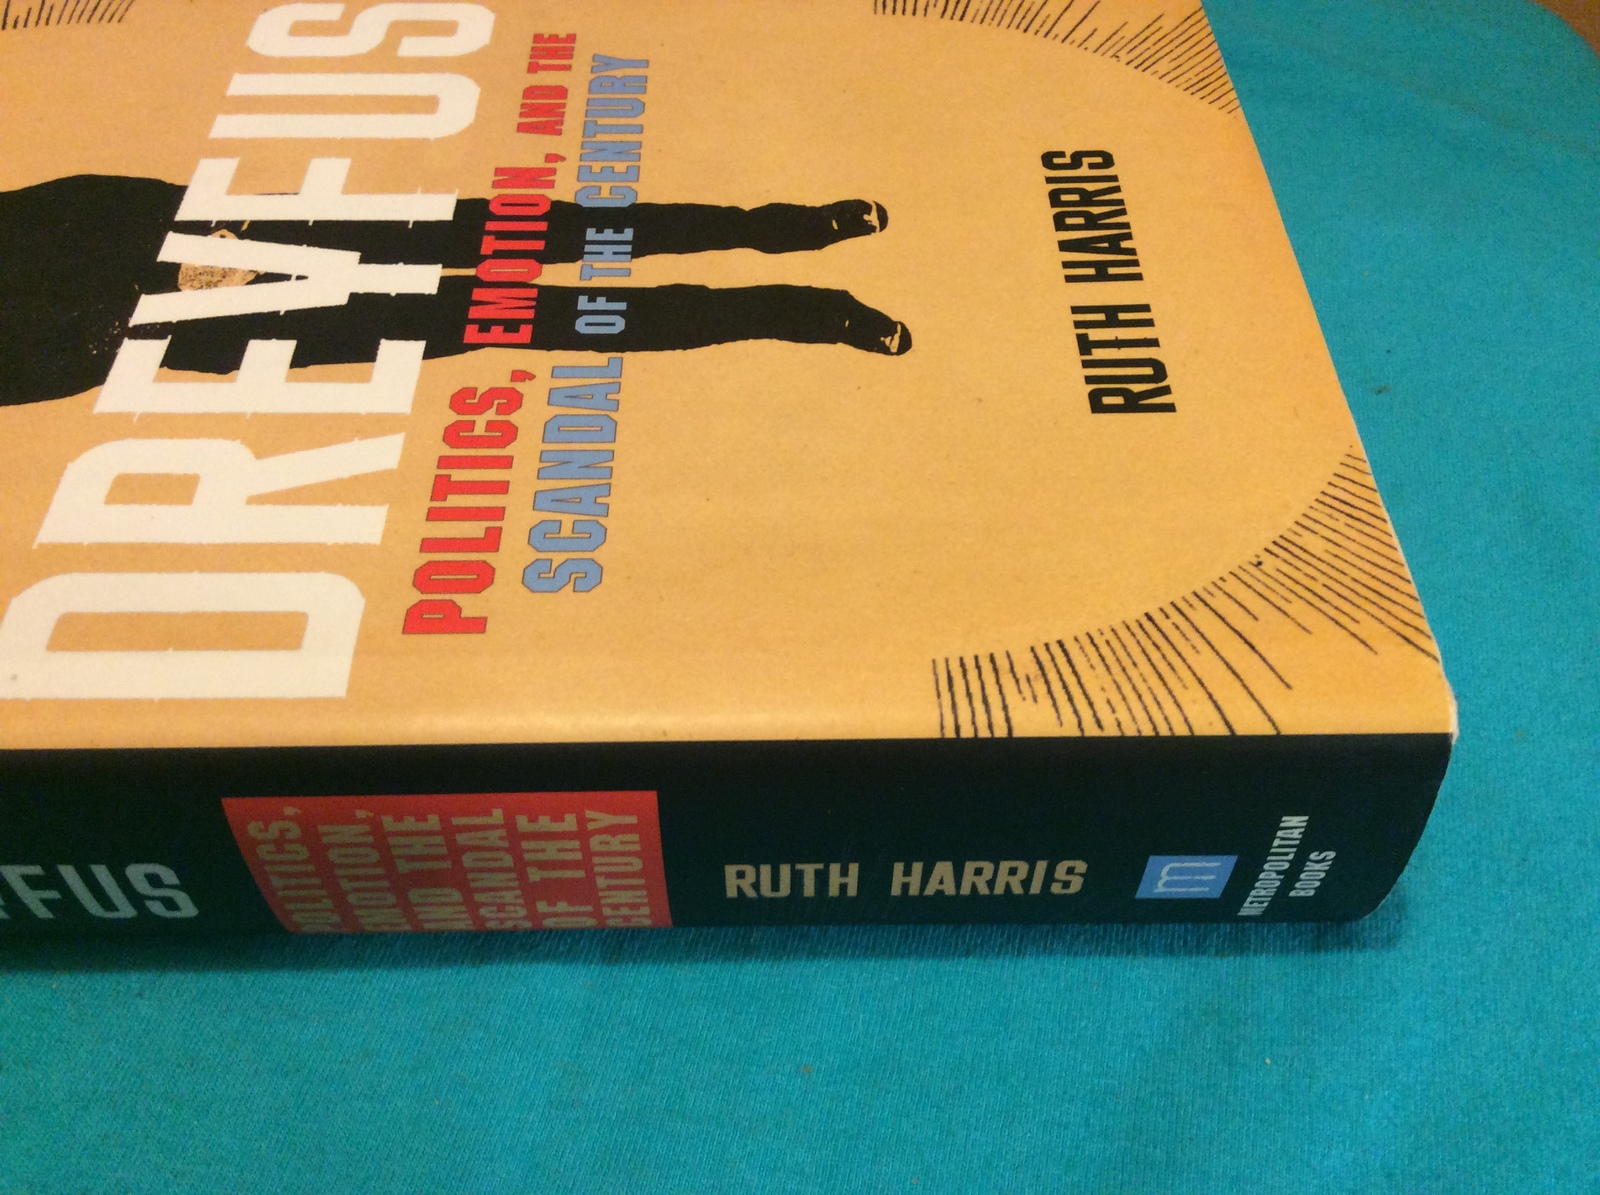 DREYFUS
POLITICS, EMOTION, AND THE
SCANDAL OF THE CENTURY
RUTH HARRIS
FUS
POLITICS,
EMOTION,
AND THE
SCANDAL
OF THE
CENTURY
RUTH HARRIS
m
METROPOLITAN
BOOKS